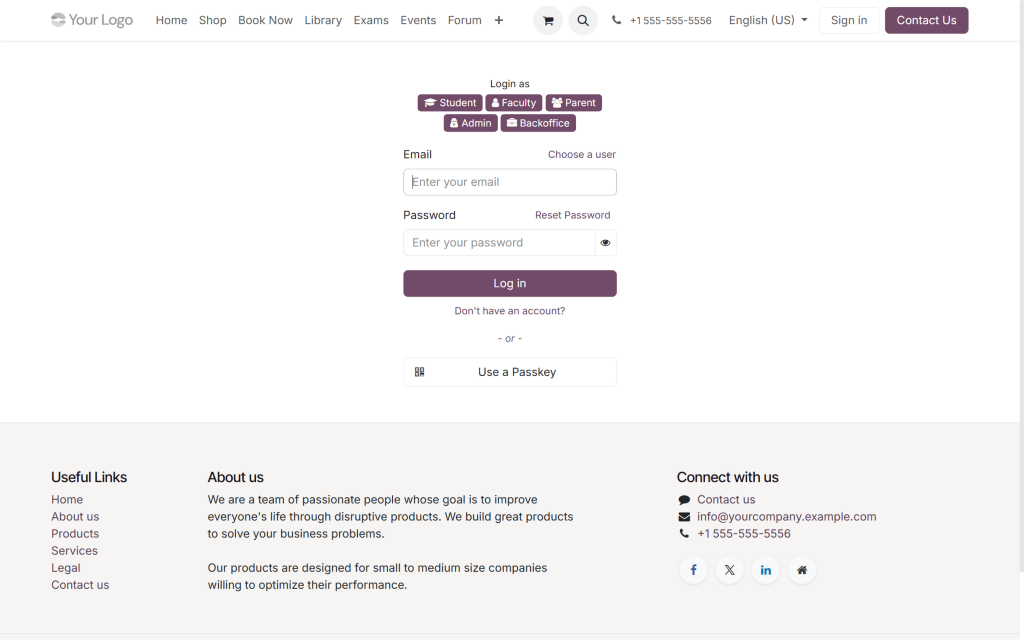 Your Logo
Home Shop Book Now Library Exams Events Forum +
+1 555-555-5556
English (US)
Sign in
Contact Us
Login as
Student Faculty Parent
Admin Backoffice
Email Choose a user
Enter your email
Password Reset Password
Enter your password
Log in
Don't have an account?
- or -
Use a Passkey
Useful Links
Home
About us
Products
Services
Legal
Contact us
About us
We are a team of passionate people whose goal is to improve
everyone's life through disruptive products. We build great products
to solve your business problems.
Our products are designed for small to medium size companies
willing to optimize their performance.
Connect with us
Contact us
info@yourcompany.example.com
+1 555-555-5556